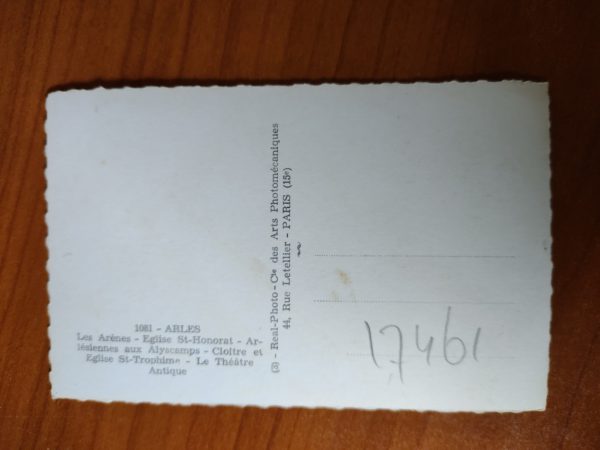 1081 - ARLES
Les Arènes - Eglise St-Honorat - Ar-
lésiennes aux Alyscamps - Cloître et
Eglise St-Trophime - Le Théâtre
Antique
(3) - Real-Photo - Cie des Arts Photomécaniques
44, Rue Letellier - PARIS (15e)
17461